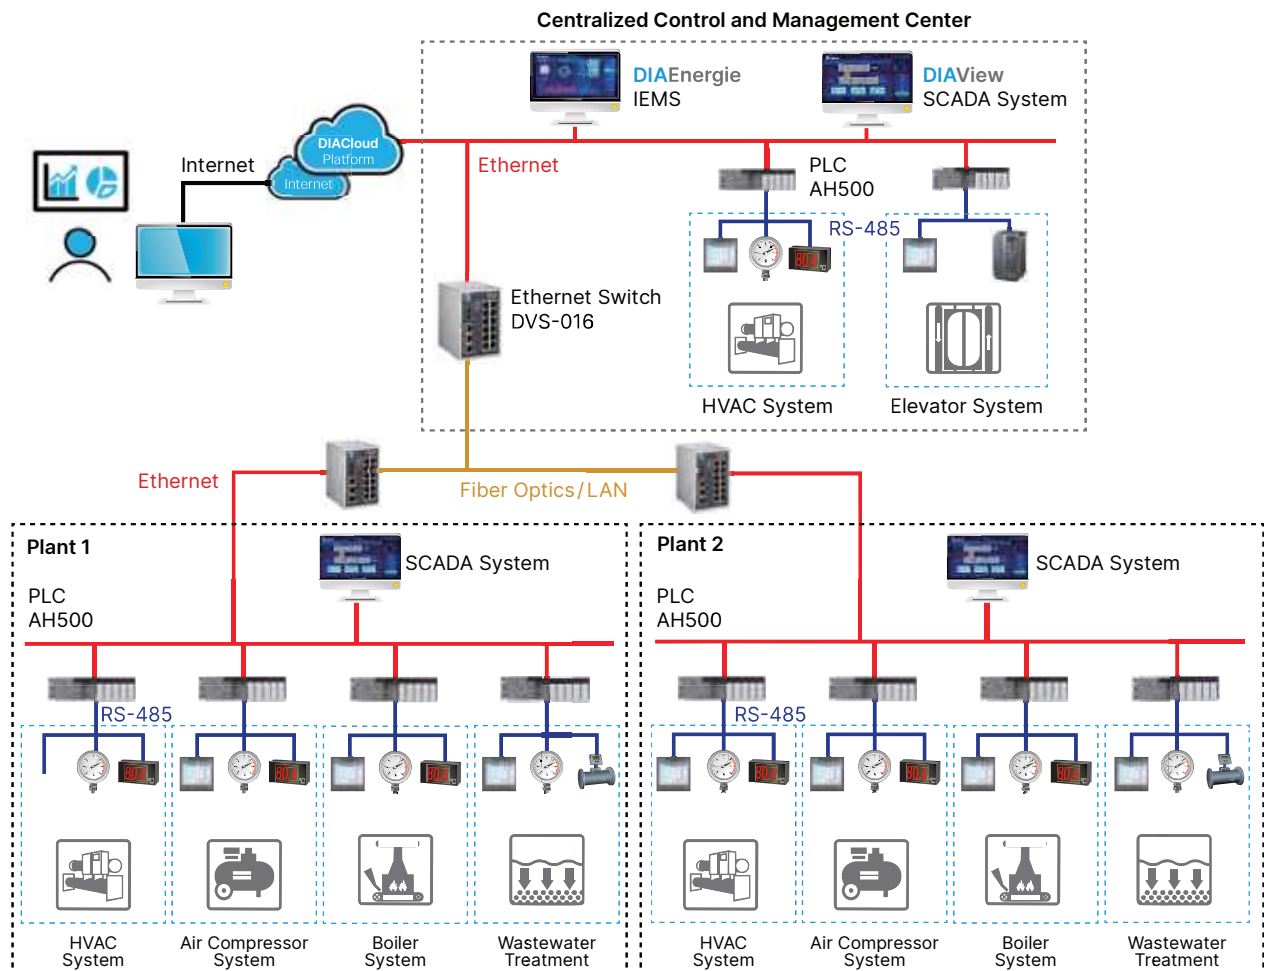 Centralized Control and Management Center
DIAEnergie
IEMS
DIAView
SCADA System
DIACloud
Platform
Internet
Internet
Ethernet
PLC
AH500
RS-485
Ethernet Switch
DVS-016
HVAC System
Elevator System
Ethernet
Fiber Optics/LAN
Plant 1
SCADA System
PLC
AH500
RS-485
HVAC
System
Air Compressor
System
Boiler
System
Wastewater
Treatment
Plant 2
SCADA System
PLC
AH500
RS-485
HVAC
System
Air Compressor
System
Boiler
System
Wastewater
Treatment